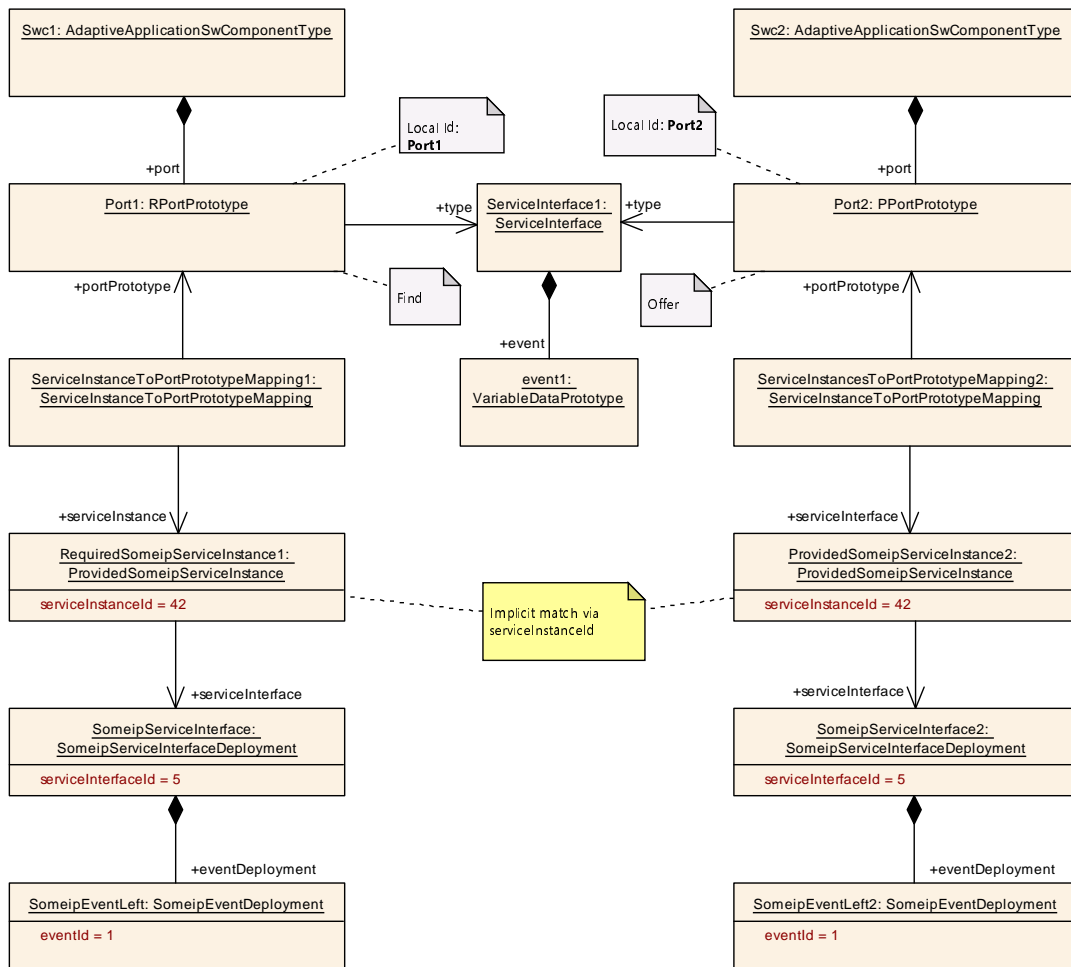 Swc1: AdaptiveApplicationSwComponentType
Swc2: AdaptiveApplicationSwComponentType
Local Id:
Port1
Local Id: Port2
+port
+port
Port1: RPortPrototype
+type
ServiceInterface1:
ServiceInterface
+type
Port2: PPortPrototype
+portPrototype
Find
Offer
+portPrototype
+event
ServiceInstanceToPortPrototypeMapping1:
ServiceInstanceToPortPrototypeMapping
event1:
VariableDataPrototype
ServiceInstancesToPortPrototypeMapping2:
ServiceInstanceToPortPrototypeMapping
+serviceInstance
+serviceInterface
RequiredSomeipServiceInstance1:
ProvidedSomeipServiceInstance
serviceInstanceId = 42
Implicit match via
serviceInstanceId
ProvidedSomeipServiceInstance2:
ProvidedSomeipServiceInstance
serviceInstanceId = 42
+serviceInterface
+serviceInterface
SomeipServiceInterface:
SomeipServiceInterfaceDeployment
serviceInterfaceId = 5
SomeipServiceInterface2:
SomeipServiceInterfaceDeployment
serviceInterfaceId = 5
+eventDeployment
+eventDeployment
SomeipEventLeft: SomeipEventDeployment
eventId = 1
SomeipEventLeft2: SomeipEventDeployment
eventId = 1